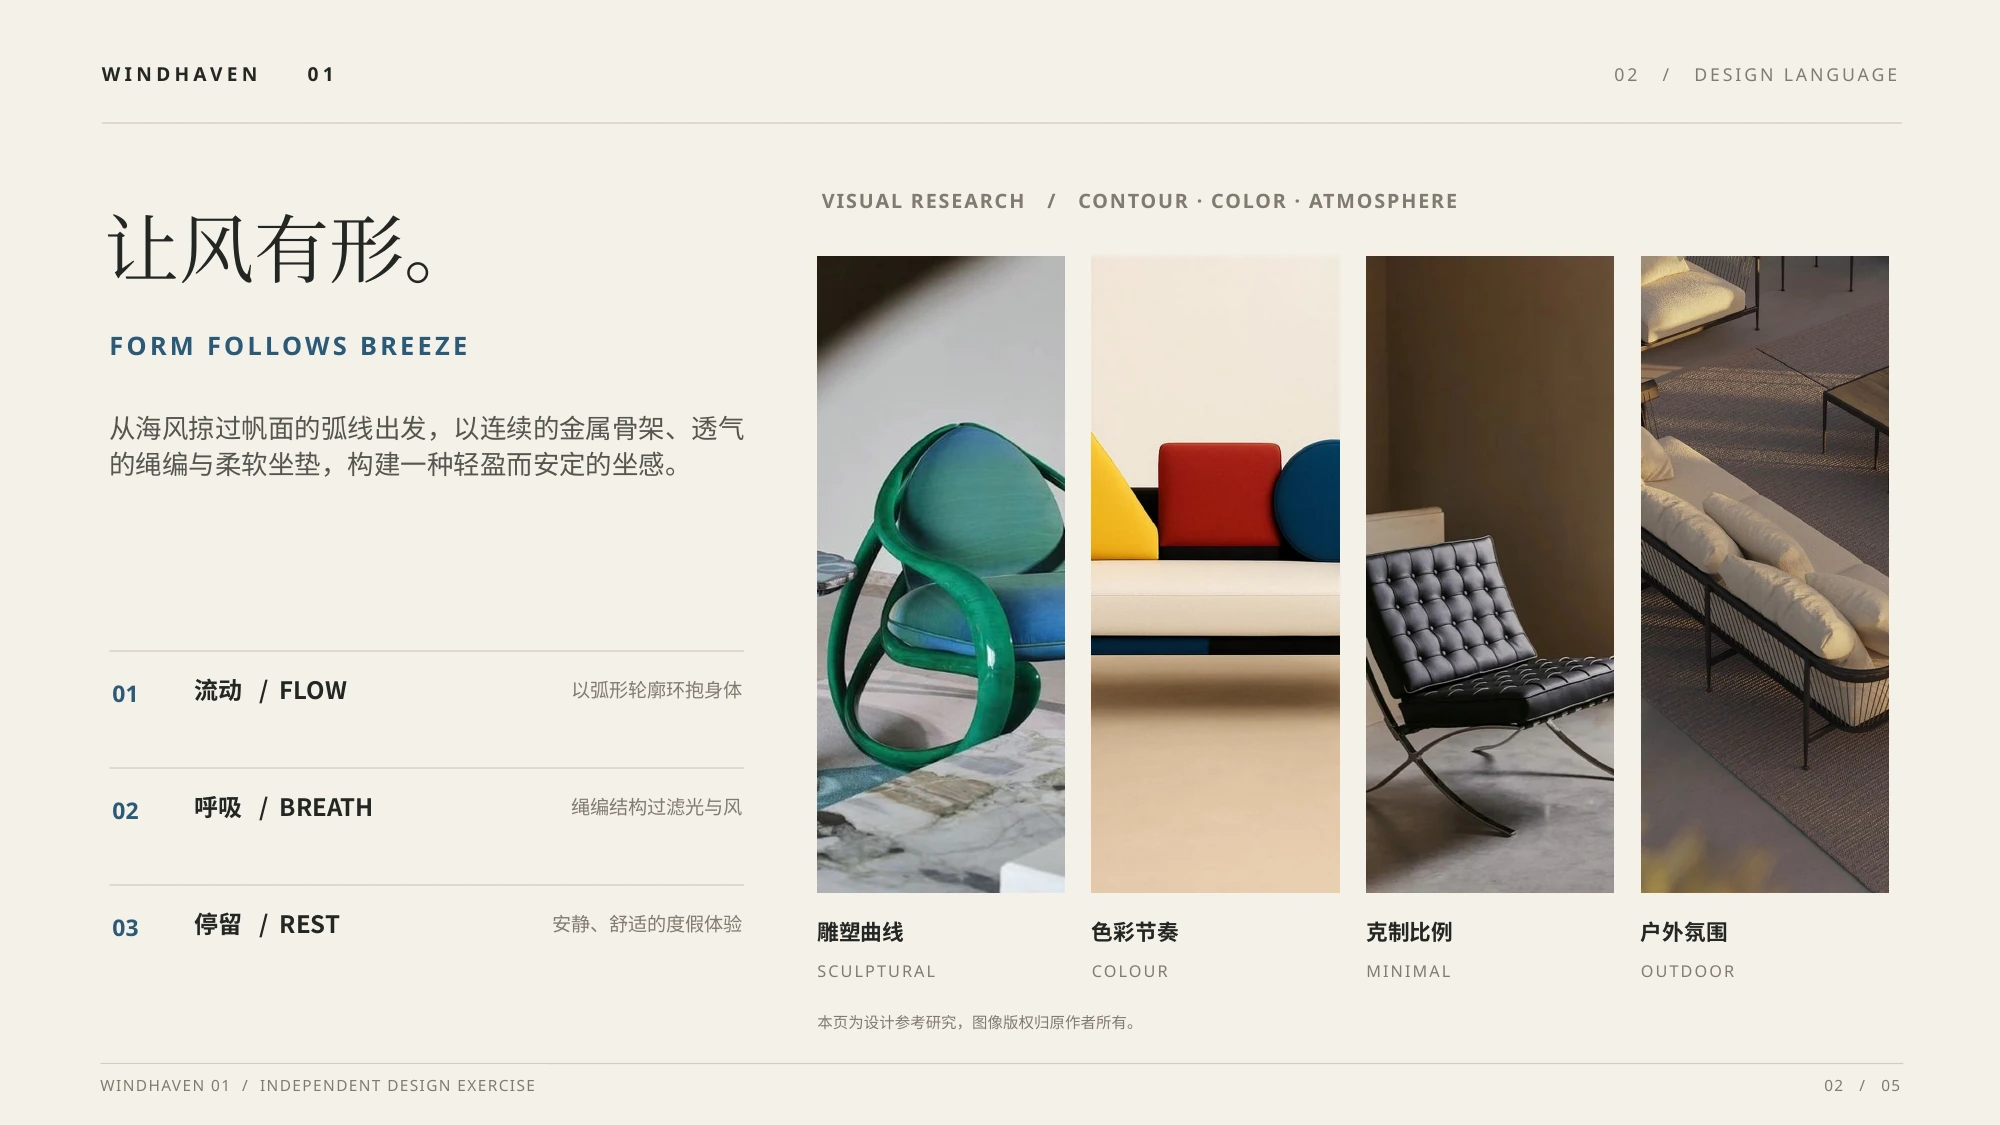 WINDHAVEN 01
02 / DESIGN LANGUAGE
让风有形。
FORM FOLLOWS BREEZE
从海风掠过帆面的弧线出发，以连续的金属骨架、透气
的绳编与柔软坐垫，构建一种轻盈而安定的坐感。
01 流动 / FLOW 以弧形轮廓环抱身体
02 呼吸 / BREATH 绳编结构过滤光与风
03 停留 / REST 安静、舒适的度假体验
VISUAL RESEARCH / CONTOUR · COLOR · ATMOSPHERE
雕塑曲线
SCULPTURAL
色彩节奏
COLOUR
克制比例
MINIMAL
户外氛围
OUTDOOR
本页为设计参考研究，图像版权归原作者所有。
WINDHAVEN 01 / INDEPENDENT DESIGN EXERCISE
02 / 05